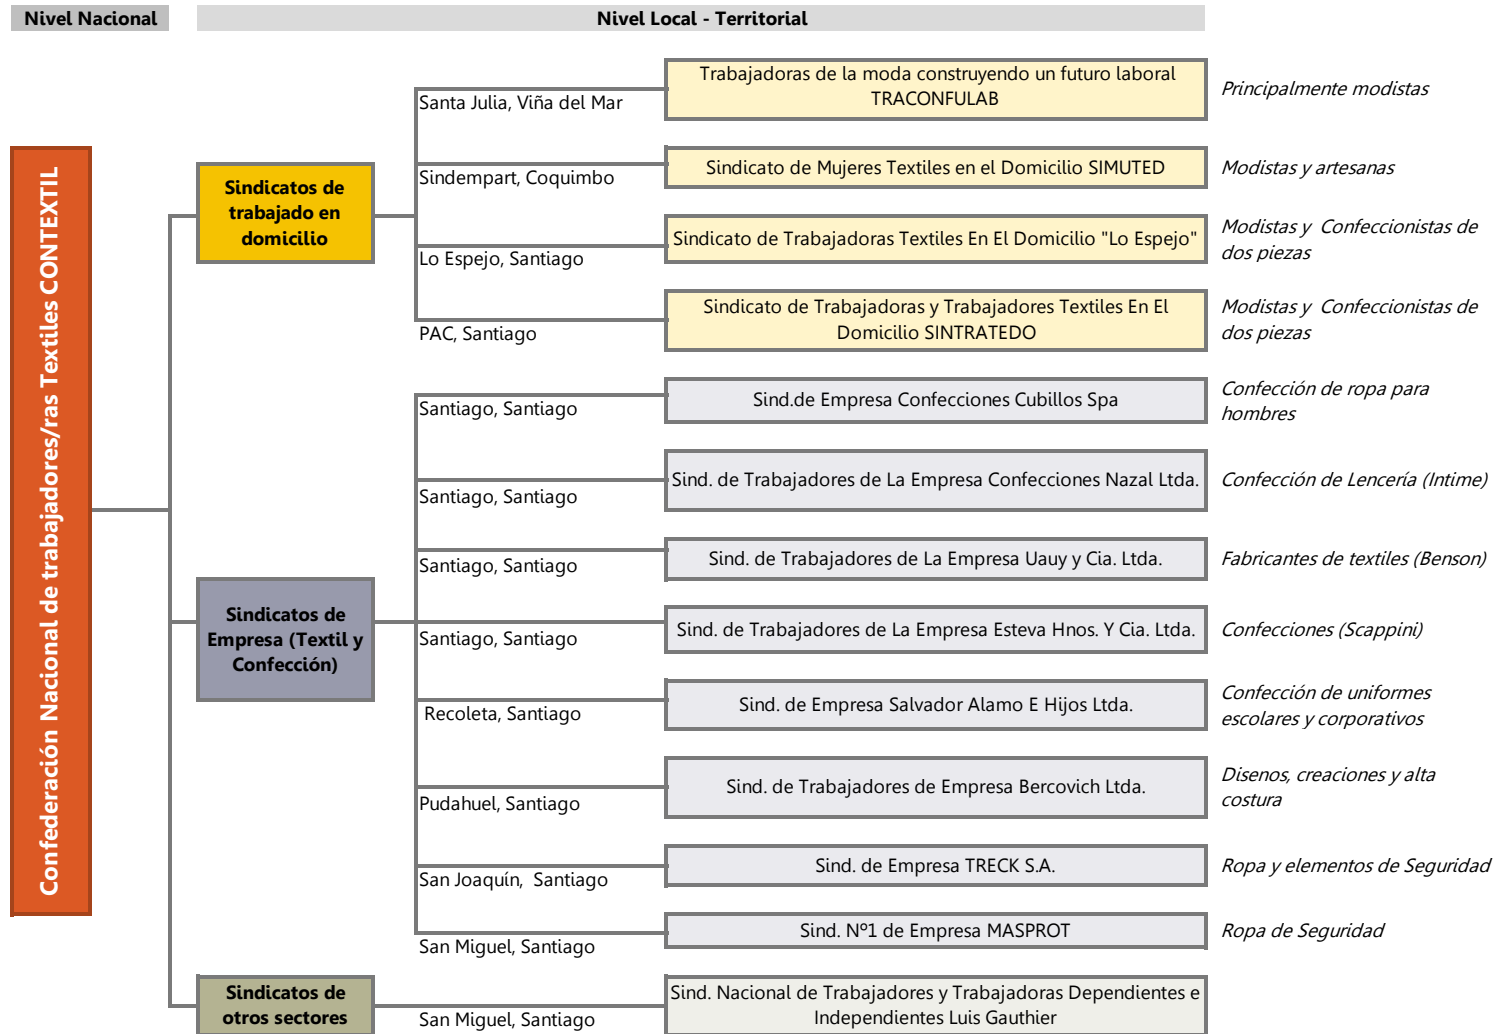 Nivel Nacional
Nivel Local - Territorial
Confederación Nacional de trabajadores/ras Textiles CONTEXTIL
Sindicatos de
trabajado en
domicilio
Santa Julia, Viña del Mar
Trabajadoras de la moda construyendo un futuro laboral
TRACONFULAB
Principalmente modistas
Sindempart, Coquimbo
Sindicato de Mujeres Textiles en el Domicilio SIMUTED
Modistas y artesanas
Lo Espejo, Santiago
Sindicato de Trabajadoras Textiles En El Domicilio "Lo Espejo"
Modistas y  Confeccionistas de
dos piezas
PAC, Santiago
Sindicato de Trabajadoras y Trabajadores Textiles En El
Domicilio SINTRATEDO
Modistas y  Confeccionistas de
dos piezas
Sindicatos de
Empresa (Textil y
Confección)
Santiago, Santiago
Sind.de Empresa Confecciones Cubillos Spa
Confección de ropa para
hombres
Santiago, Santiago
Sind. de Trabajadores de La Empresa Confecciones Nazal Ltda.
Confección de Lencería (Intime)
Santiago, Santiago
Sind. de Trabajadores de La Empresa Uauy y Cia. Ltda.
Fabricantes de textiles (Benson)
Santiago, Santiago
Sind. de Trabajadores de La Empresa Esteva Hnos. Y Cia. Ltda.
Confecciones (Scappini)
Recoleta, Santiago
Sind. de Empresa Salvador Alamo E Hijos Ltda.
Confección de uniformes
escolares y corporativos
Pudahuel, Santiago
Sind. de Trabajadores de Empresa Bercovich Ltda.
Disenos, creaciones y alta
costura
San Joaquín,  Santiago
Sind. de Empresa TRECK S.A.
Ropa y elementos de Seguridad
San Miguel, Santiago
Sind. Nº1 de Empresa MASPROT
Ropa de Seguridad
Sindicatos de
otros sectores
San Miguel, Santiago
Sind. Nacional de Trabajadores y Trabajadoras Dependientes e
Independientes Luis Gauthier